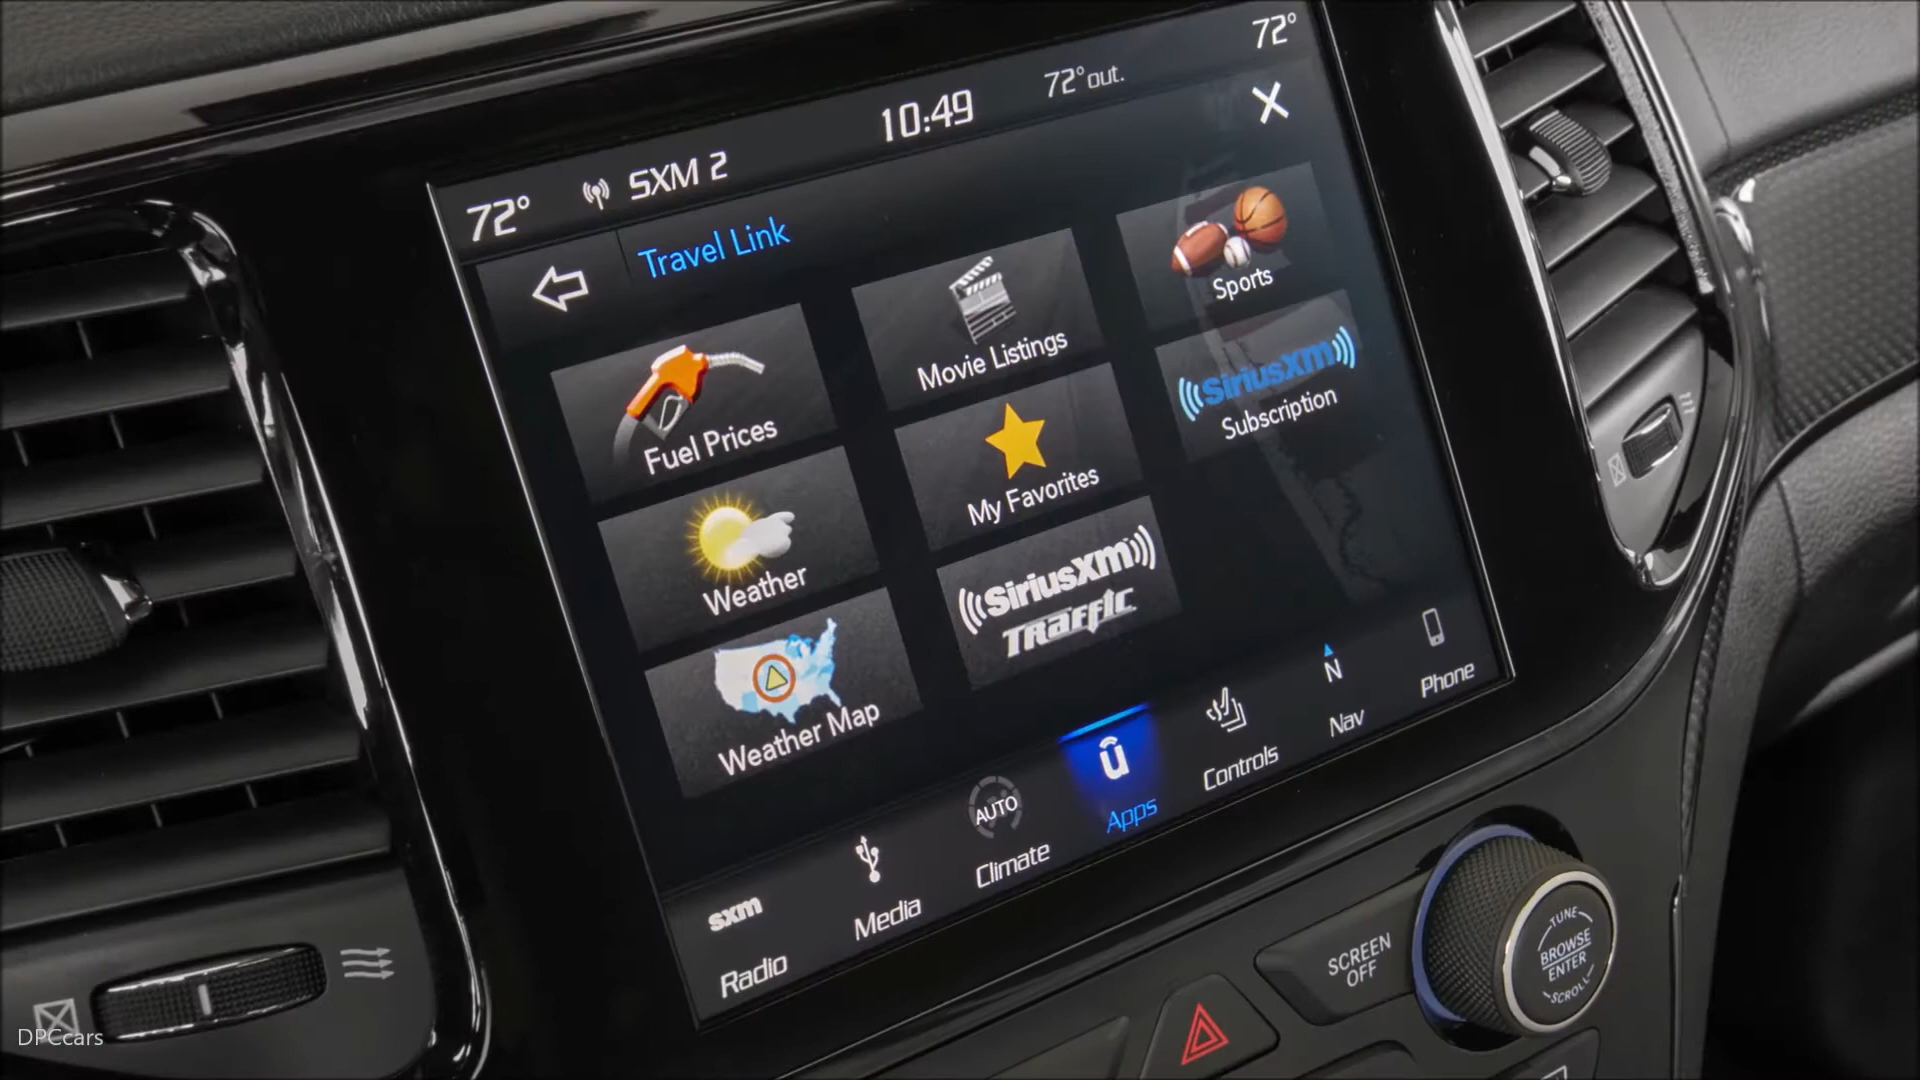 72°
SXM 2
10:49
72° out.
72°
X
Travel Link
Fuel Prices
Movie Listings
Sports
Weather
My Favorites
((SiriusXM))
Subscription
Weather Map
((SiriusXM))
TRAFFIC
sxm
Radio
Media
AUTO
Climate
û
Apps
Controls
N
Nav
Phone
SCREEN
OFF
TUNE
BROWSE
ENTER
SCROLL
DPCcars